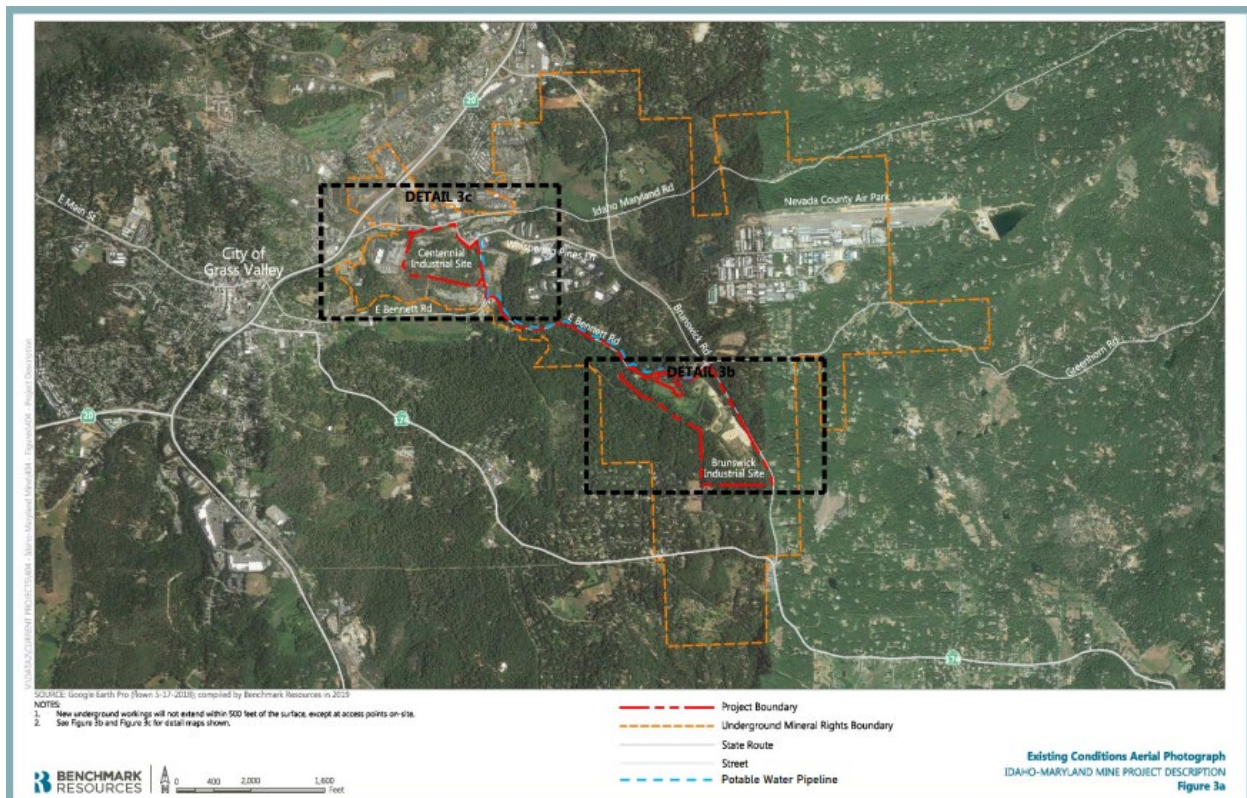 20
DETAIL 3c
Idaho Maryland Rd
Nevada County Air Park
E Main St
City of
Grass Valley
Centennial
Industrial Site
Whispering Pines Dr
E Bennett Rd
E Bennett Rd
Brunswick Rd
Greenhorn Rd
DETAIL 3b
20
174
Brunswick
Industrial Site
174
SOURCE: Google Earth Pro (flown 5-17-2018); compiled by Benchmark Resources in 2019
NOTES:
1. New underground workings will not extend within 500 feet of the surface, except at access points on-site.
2. See Figure 3b and Figure 3c for detail maps shown.
Project Boundary
Underground Mineral Rights Boundary
State Route
Street
Potable Water Pipeline
BENCHMARK
RESOURCES
0 400 2,000 1,600
Feet
Existing Conditions Aerial Photograph
IDAHO-MARYLAND MINE PROJECT DESCRIPTION
Figure 3a